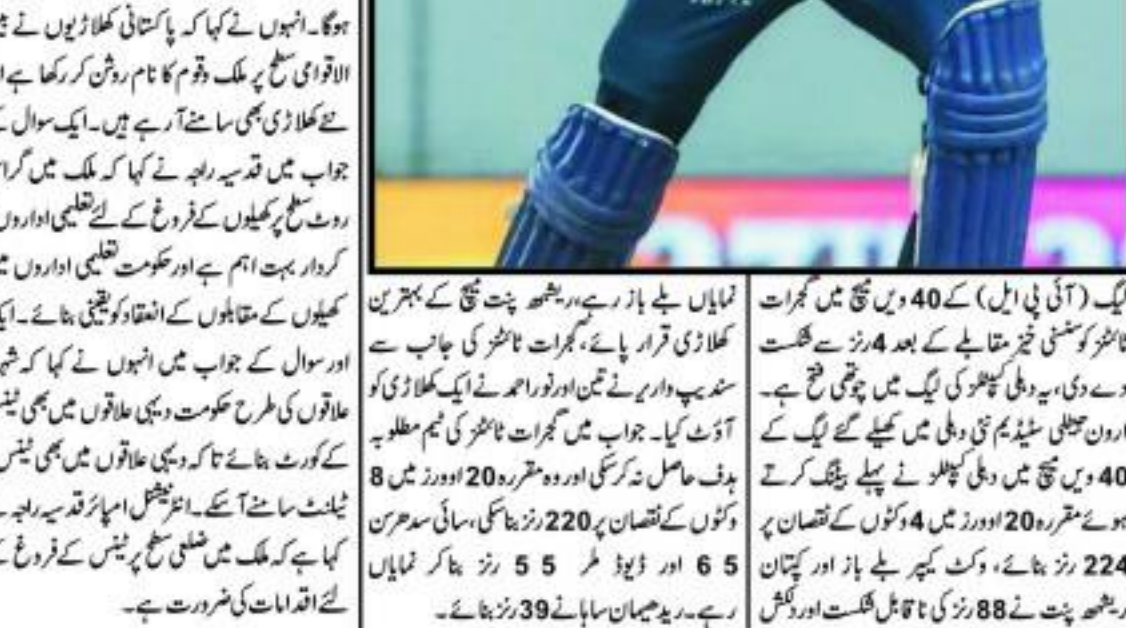 لیگ (آئی پی ایل) کے 40 ویں میچ میں گجرات
ٹائٹنز کو سنسنی خیز مقابلے کے بعد 4 رنز سے شکست
دے دی، یہ دہلی کیپٹلز کی لیگ میں چوتھی فتح ہے۔
ارون جیٹلی سٹیڈیم نئی دہلی میں کھیلے گئے لیگ کے
40 ویں میچ میں دہلی کیپٹلز نے پہلے بیٹنگ کرتے
ہوئے مقررہ 20 اوورز میں 4 وکٹوں کے نقصان پر
224 رنز بنائے، وکٹ کیپر بلے باز اور کپتان
ریشبھ پنت نے 88 رنز کی ناقابل شکست اور دلکش
نمایاں بلے باز رہے، ریشبھ پنت میچ کے بہترین
کھلاڑی قرار پائے، گجرات ٹائٹنز کی جانب سے
سندیپ واریر نے تین اور نور احمد نے ایک کھلاڑی کو
آؤٹ کیا۔ جواب میں گجرات ٹائٹنز کی ٹیم مطلوبہ
ہدف حاصل نہ کر سکی اور وہ مقررہ 20 اوورز میں 8
وکٹوں کے نقصان پر 220 رنز بنا سکی، سائی سدھرسن
65 اور ڈیوڈ ملر 55 رنز بنا کر نمایاں
رہے۔ ریدھیمان ساہا نے 39 رنز بنائے۔
ہوگا۔ انہوں نے کہا کہ پاکستانی کھلاڑیوں نے
الاقوامی سطح پر ملک وقوم کا نام روشن کر رکھا ہے
نئے کھلاڑی بھی سامنے آ رہے ہیں۔ ایک سوال
جواب میں قدسیہ راجہ نے کہا کہ ملک میں گرا
روٹ سطح پر کھیلوں کے فروغ کے لئے تعلیمی اداروں
کردار بہت اہم ہے اور حکومت تعلیمی اداروں
کھیلوں کے مقابلوں کے انعقاد کو یقینی بنائے۔
اور سوال کے جواب میں انہوں نے کہا کہ
علاقوں کی طرح حکومت دیہی علاقوں میں بھی
کے کورٹ بنائے تاکہ دیہی علاقوں میں بھی ٹینس
ٹیلنٹ سامنے آ سکے۔ انٹرنیشنل امپائر قدسیہ راجہ
کہا ہے کہ ملک میں ضلعی سطح پر ٹینس کے فروغ
لئے اقدامات کی ضرورت ہے۔